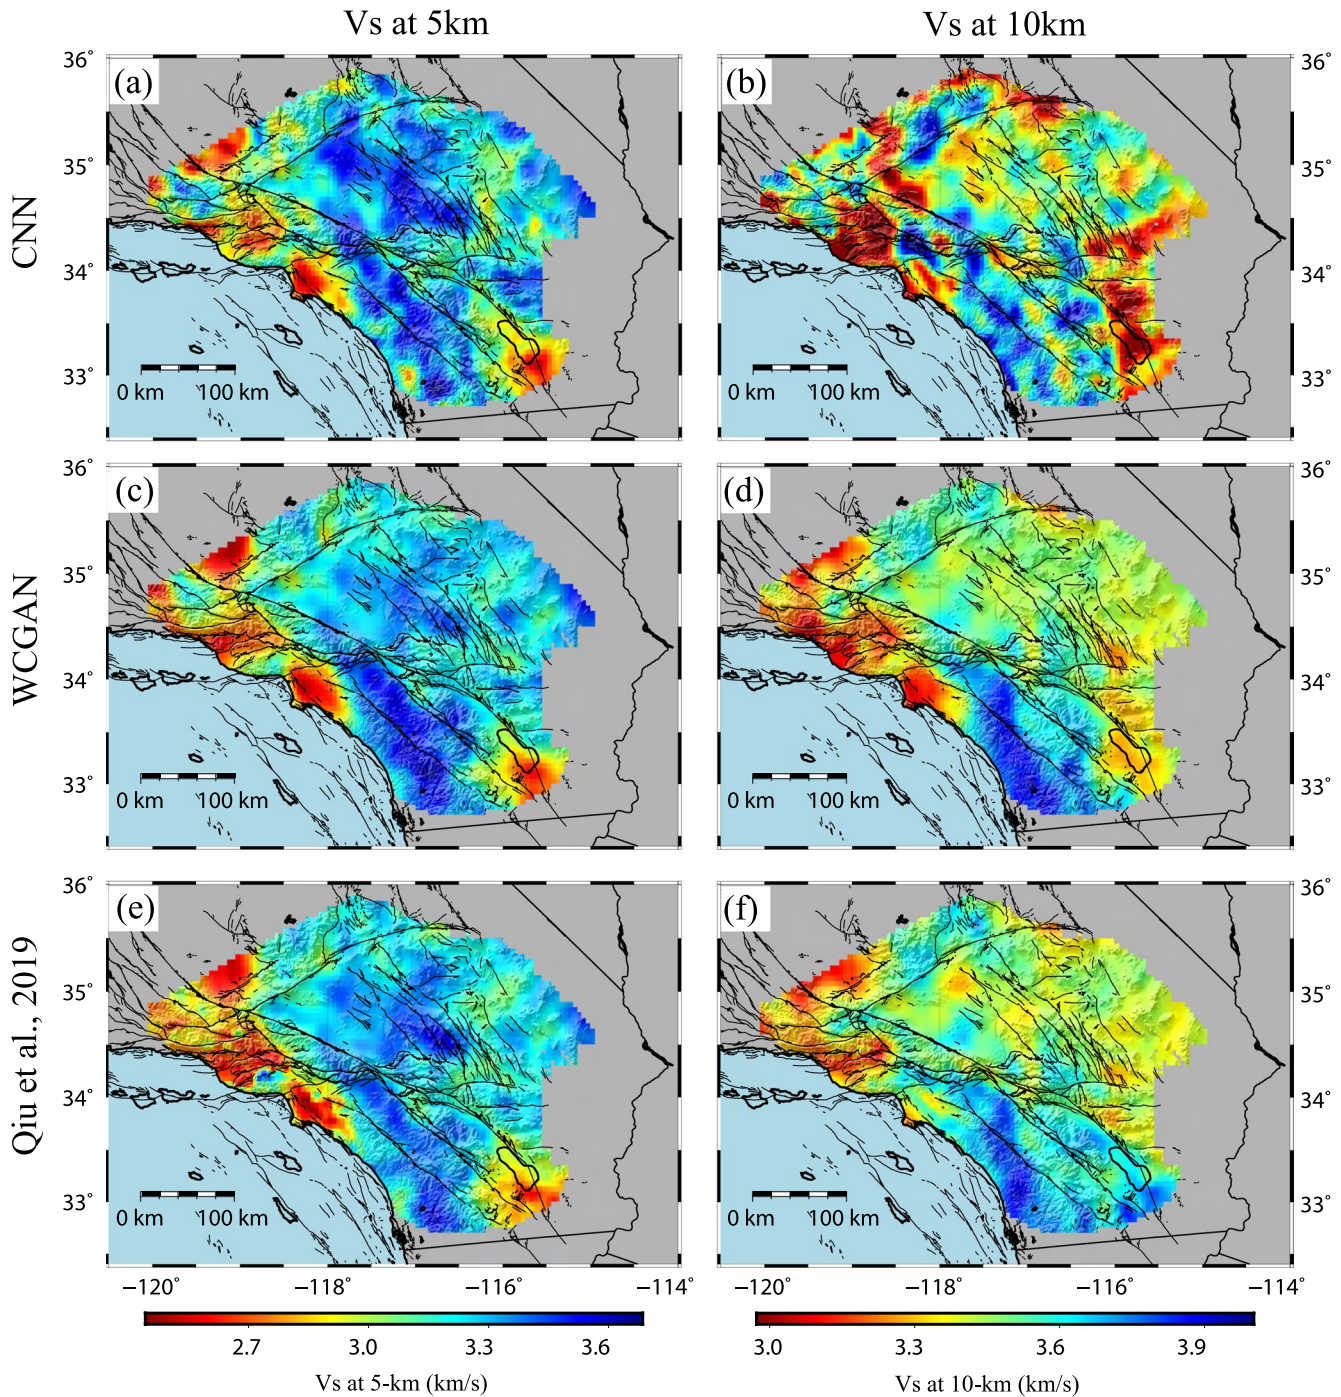 Vs at 5km
Vs at 10km
CNN
WCGAN
Qiu et al., 2019
36°
(a)
35°
34°
33°
0 km 100 km
(b)
36°
35°
34°
33°
0 km 100 km
36°
(c)
35°
34°
33°
0 km 100 km
(d)
36°
35°
34°
33°
0 km 100 km
36°
(e)
35°
34°
33°
0 km 100 km
(f)
36°
35°
34°
33°
0 km 100 km
−120° −118° −116° −114°
−120° −118° −116° −114°
2.7 3.0 3.3 3.6
Vs at 5-km (km/s)
3.0 3.3 3.6 3.9
Vs at 10-km (km/s)